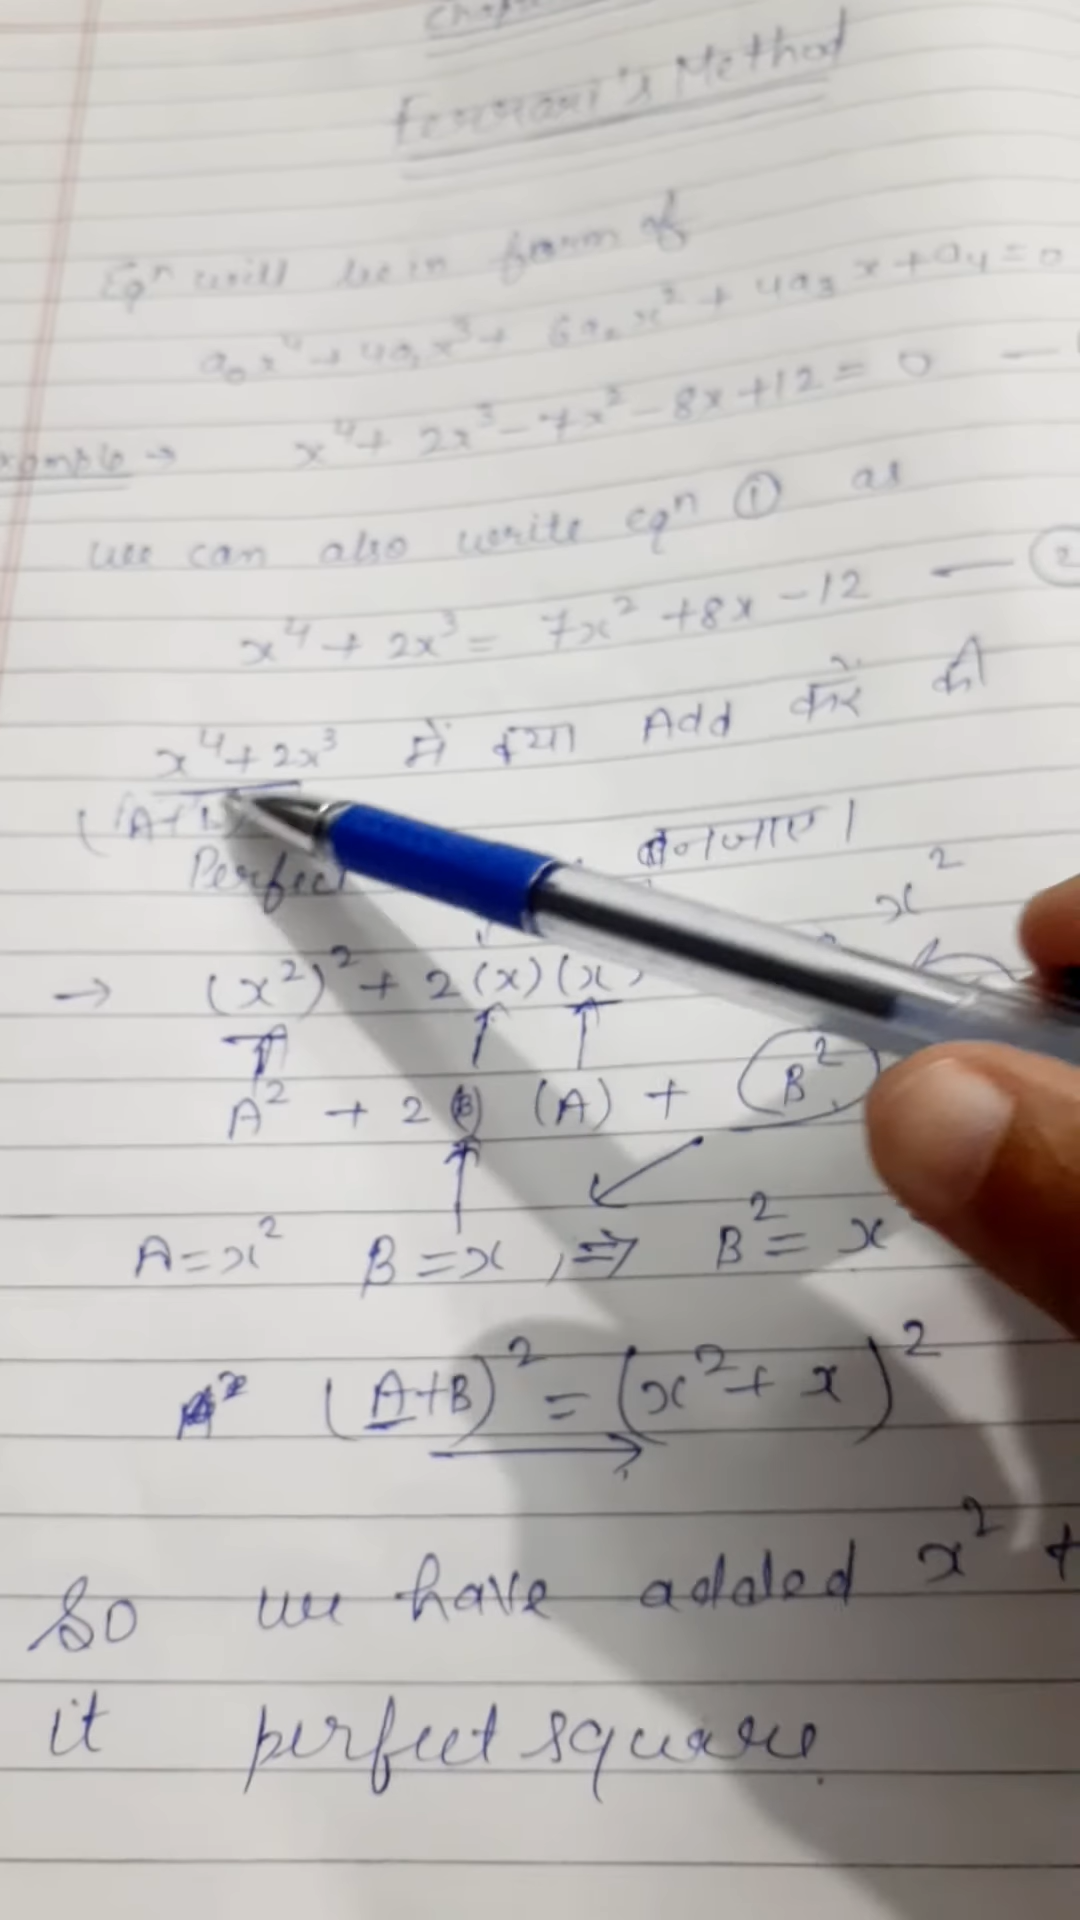 Ferrari's Method
Eqⁿ will be in form of
a₀x⁴ + 4a₁x³ + 6a₂x² + 4a₃x + a₄ = 0
x⁴ + 2x³ - 7x² - 8x + 12 = 0 —
we can also write eqⁿ ① as
x⁴ + 2x³ = 7x² + 8x - 12 — ②
x⁴ + 2x³ में क्या Add करें की
Perfect बनजाए।
x²
→ (x²)² + 2(x)(x
A² + 2(B) (A) + B²
A = x² B = x , ⇒ B² = x
(A+B)² = (x² + x)²
So we have added x² +
it perfect square.